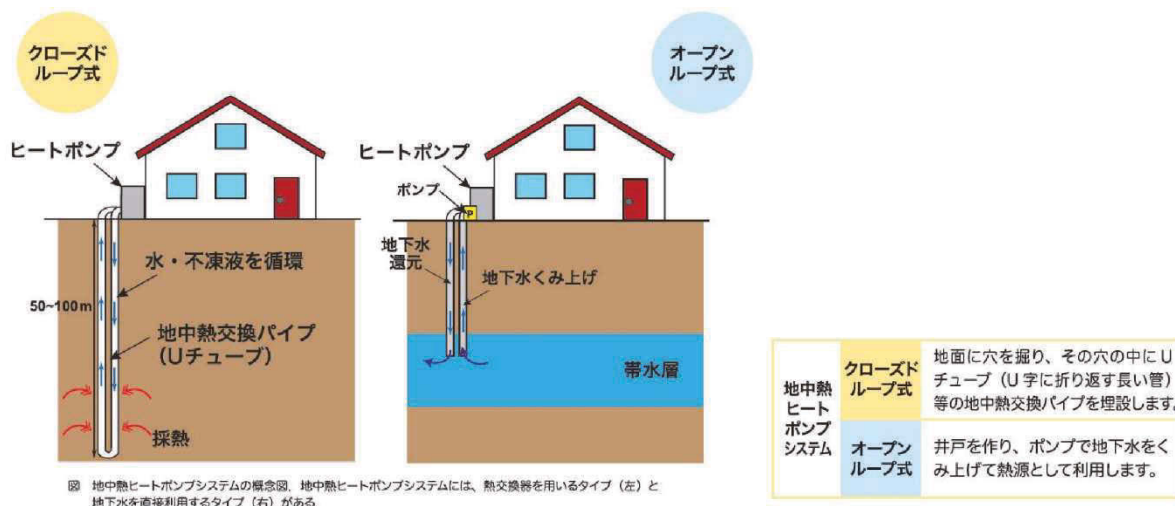 クローズド
ループ式
ヒートポンプ
水・不凍液を循環
50~100m
地中熱交換パイプ
(Uチューブ)
採熱
オープン
ループ式
ヒートポンプ
ポンプ
P
地下水
還元
地下水くみ上げ
帯水層
図 地中熱ヒートポンプシステムの概念図. 地中熱ヒートポンプシステムには、熱交換器を用いるタイプ(左)と
地下水を直接利用するタイプ(右)がある
地中熱
ヒート
ポンプ
システム
クローズド
ループ式
地面に穴を掘り、その穴の中にU
チューブ(U字に折り返す長い管)
等の地中熱交換パイプを埋設します。
オープン
ループ式
井戸を作り、ポンプで地下水をく
み上げて熱源として利用します。